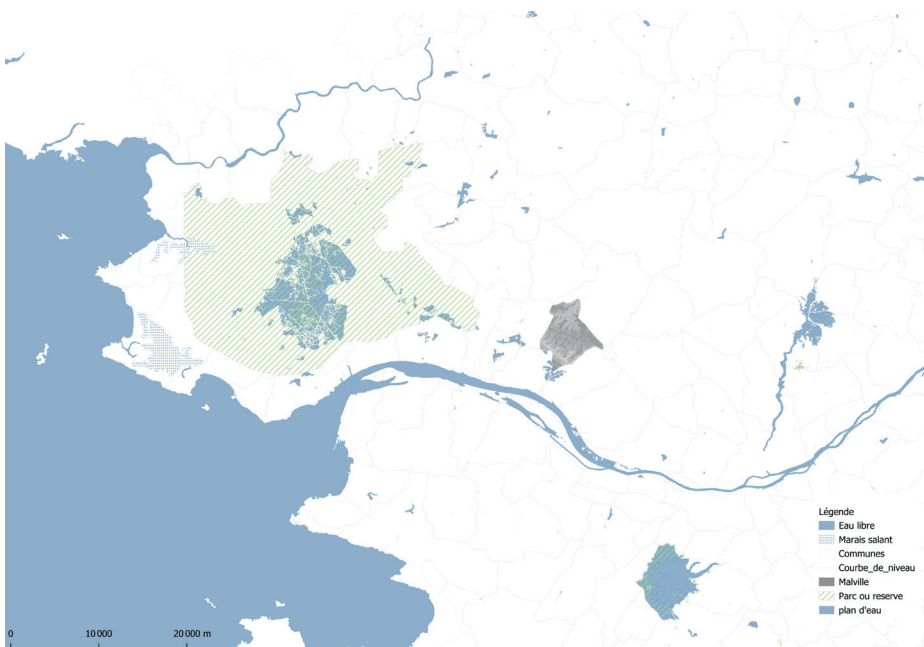 Légende
Eau libre
Marais salant
Communes
Courbe_de_niveau
Malville
Parc ou reserve
plan d'eau
0 10 000 20 000 m